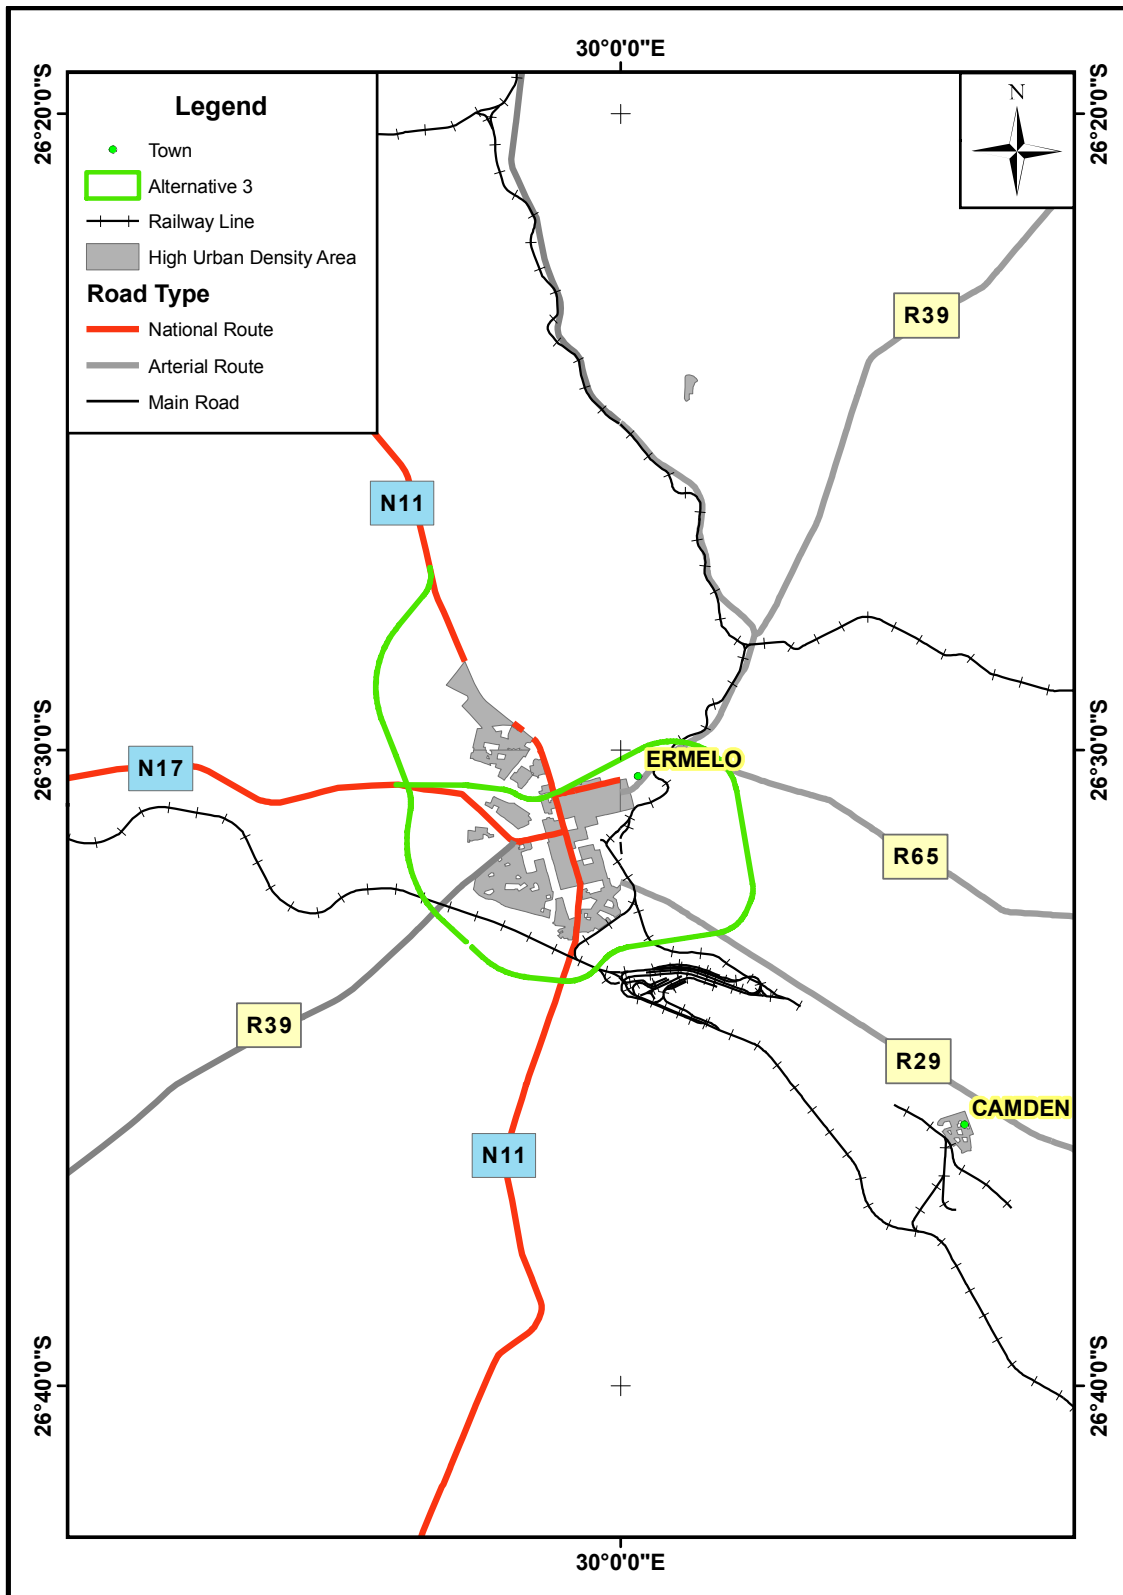 30°0'0"E
26°20'0"S
26°20'0"S
Legend
N
Town
Alternative 3
Railway Line
High Urban Density Area
Road Type
National Route
Arterial Route
Main Road
R39
N11
26°30'0"S
26°30'0"S
ERMELO
N17
R65
R39
R29
CAMDEN
N11
26°40'0"S
26°40'0"S
30°0'0"E